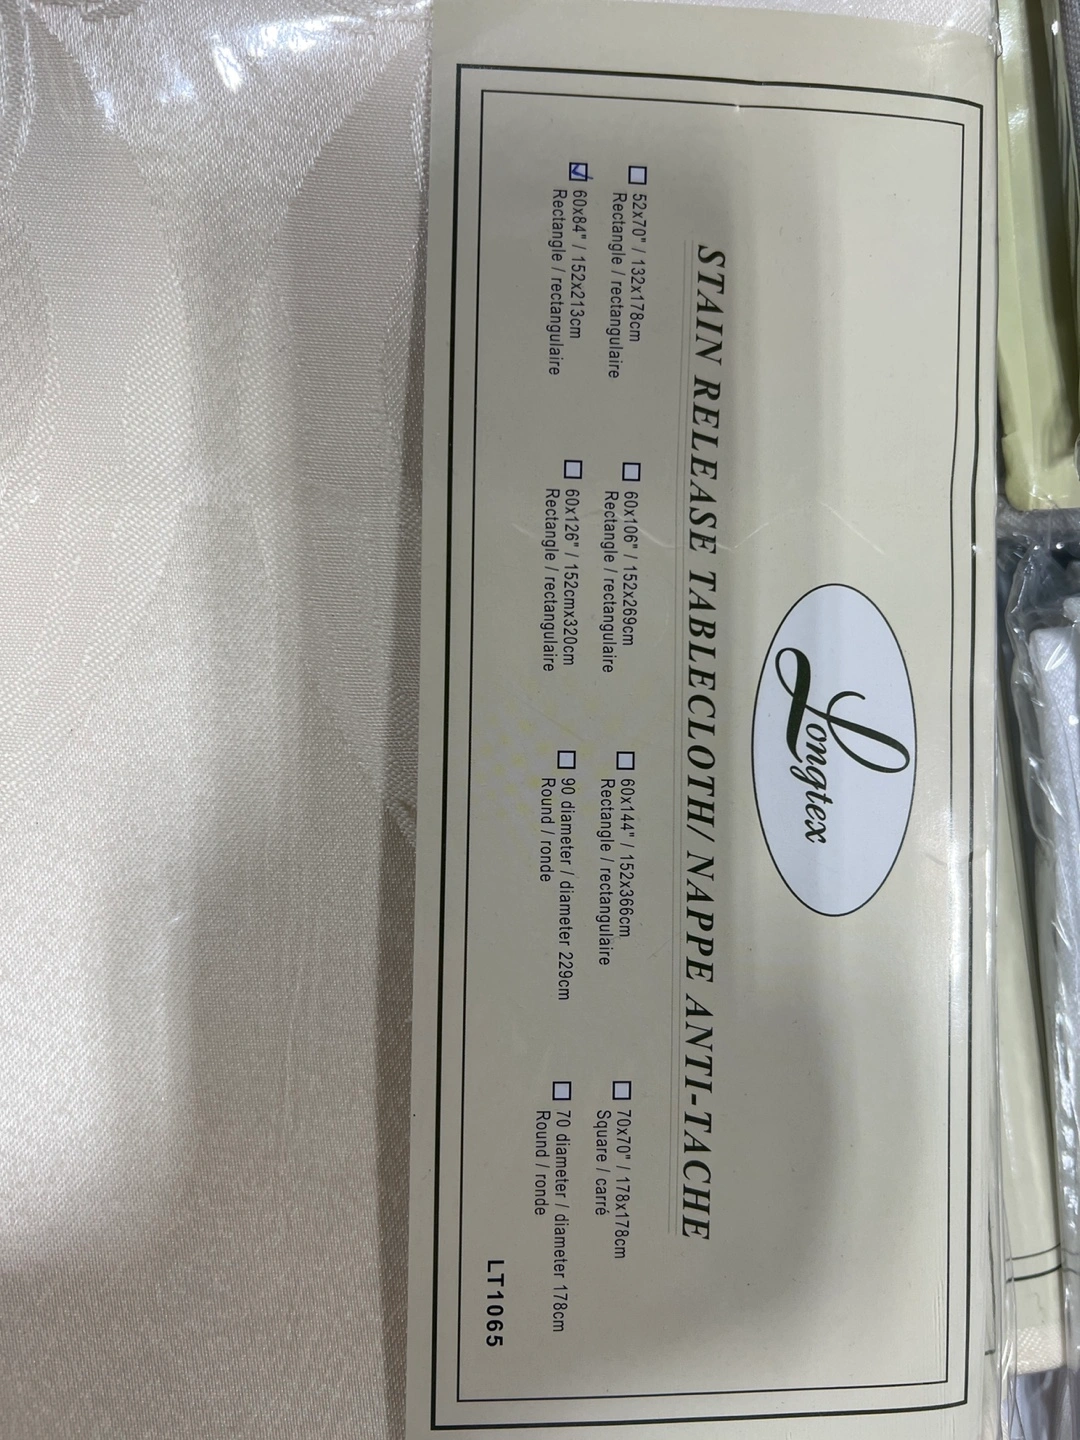 Longtex
STAIN RELEASE TABLECLOTH/ NAPPE ANTI-TACHE
52x70" / 132x178cm
Rectangle / rectangulaire
60x106" / 152x269cm
Rectangle / rectangulaire
60x144" / 152x366cm
Rectangle / rectangulaire
70x70" / 178x178cm
Square / carré
60x84" / 152x213cm
Rectangle / rectangulaire
60x126" / 152cmx320cm
Rectangle / rectangulaire
90 diameter / diameter 229cm
Round / ronde
70 diameter / diameter 178cm
Round / ronde
LT1065